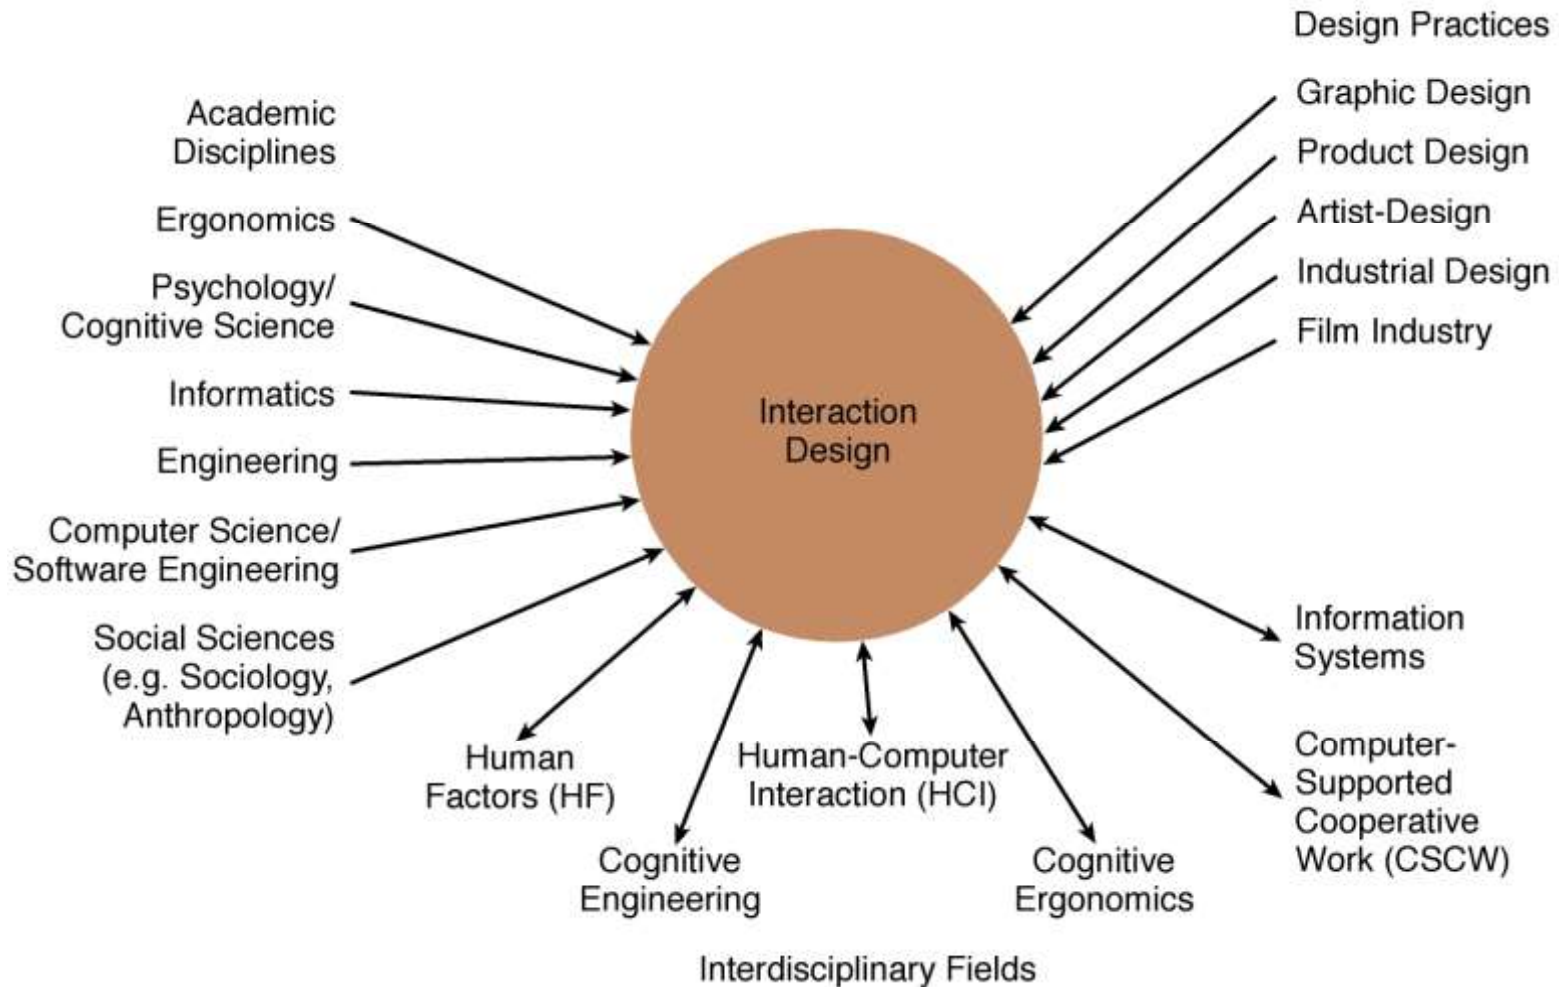 Design Practices
Graphic Design
Product Design
Artist-Design
Industrial Design
Film Industry
Academic
Disciplines
Ergonomics
Psychology/
Cognitive Science
Informatics
Engineering
Computer Science/
Software Engineering
Social Sciences
(e.g. Sociology,
Anthropology)
Interaction
Design
Human
Factors (HF)
Cognitive
Engineering
Human-Computer
Interaction (HCI)
Cognitive
Ergonomics
Information
Systems
Computer-
Supported
Cooperative
Work (CSCW)
Interdisciplinary Fields